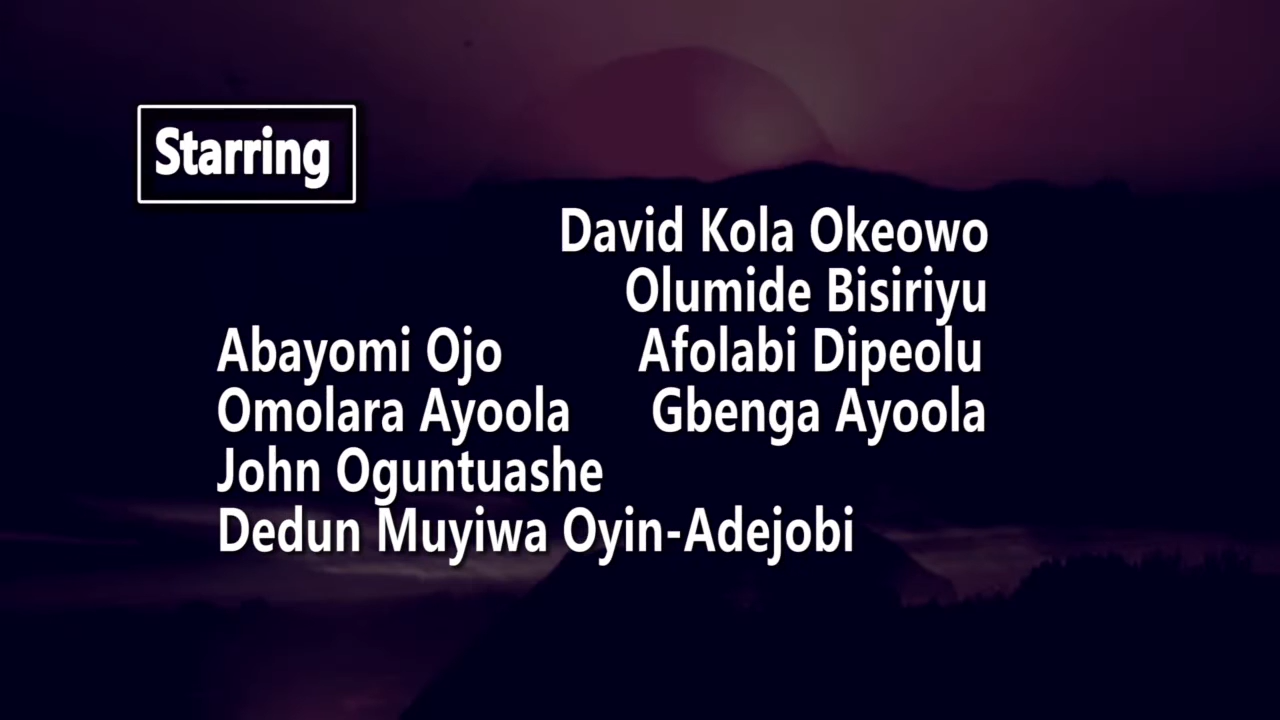 Starring
David Kola Okeowo
Olumide Bisiriyu
Abayomi Ojo Afolabi Dipeolu
Omolara Ayoola Gbenga Ayoola
John Oguntuashe
Dedun Muyiwa Oyin-Adejobi